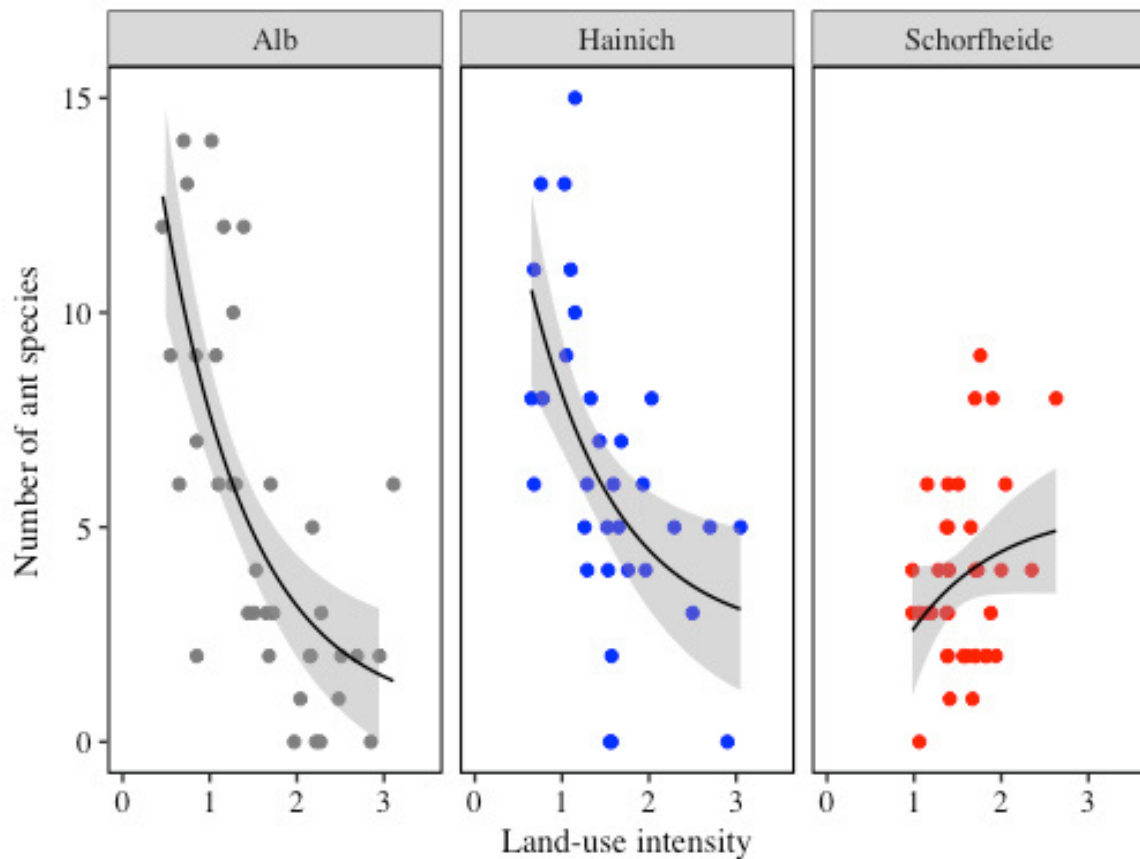 Alb Hainich Schorfheide
15
10
5
0
Number of ant species
0 1 2 3 0 1 2 3 0 1 2 3
Land-use intensity